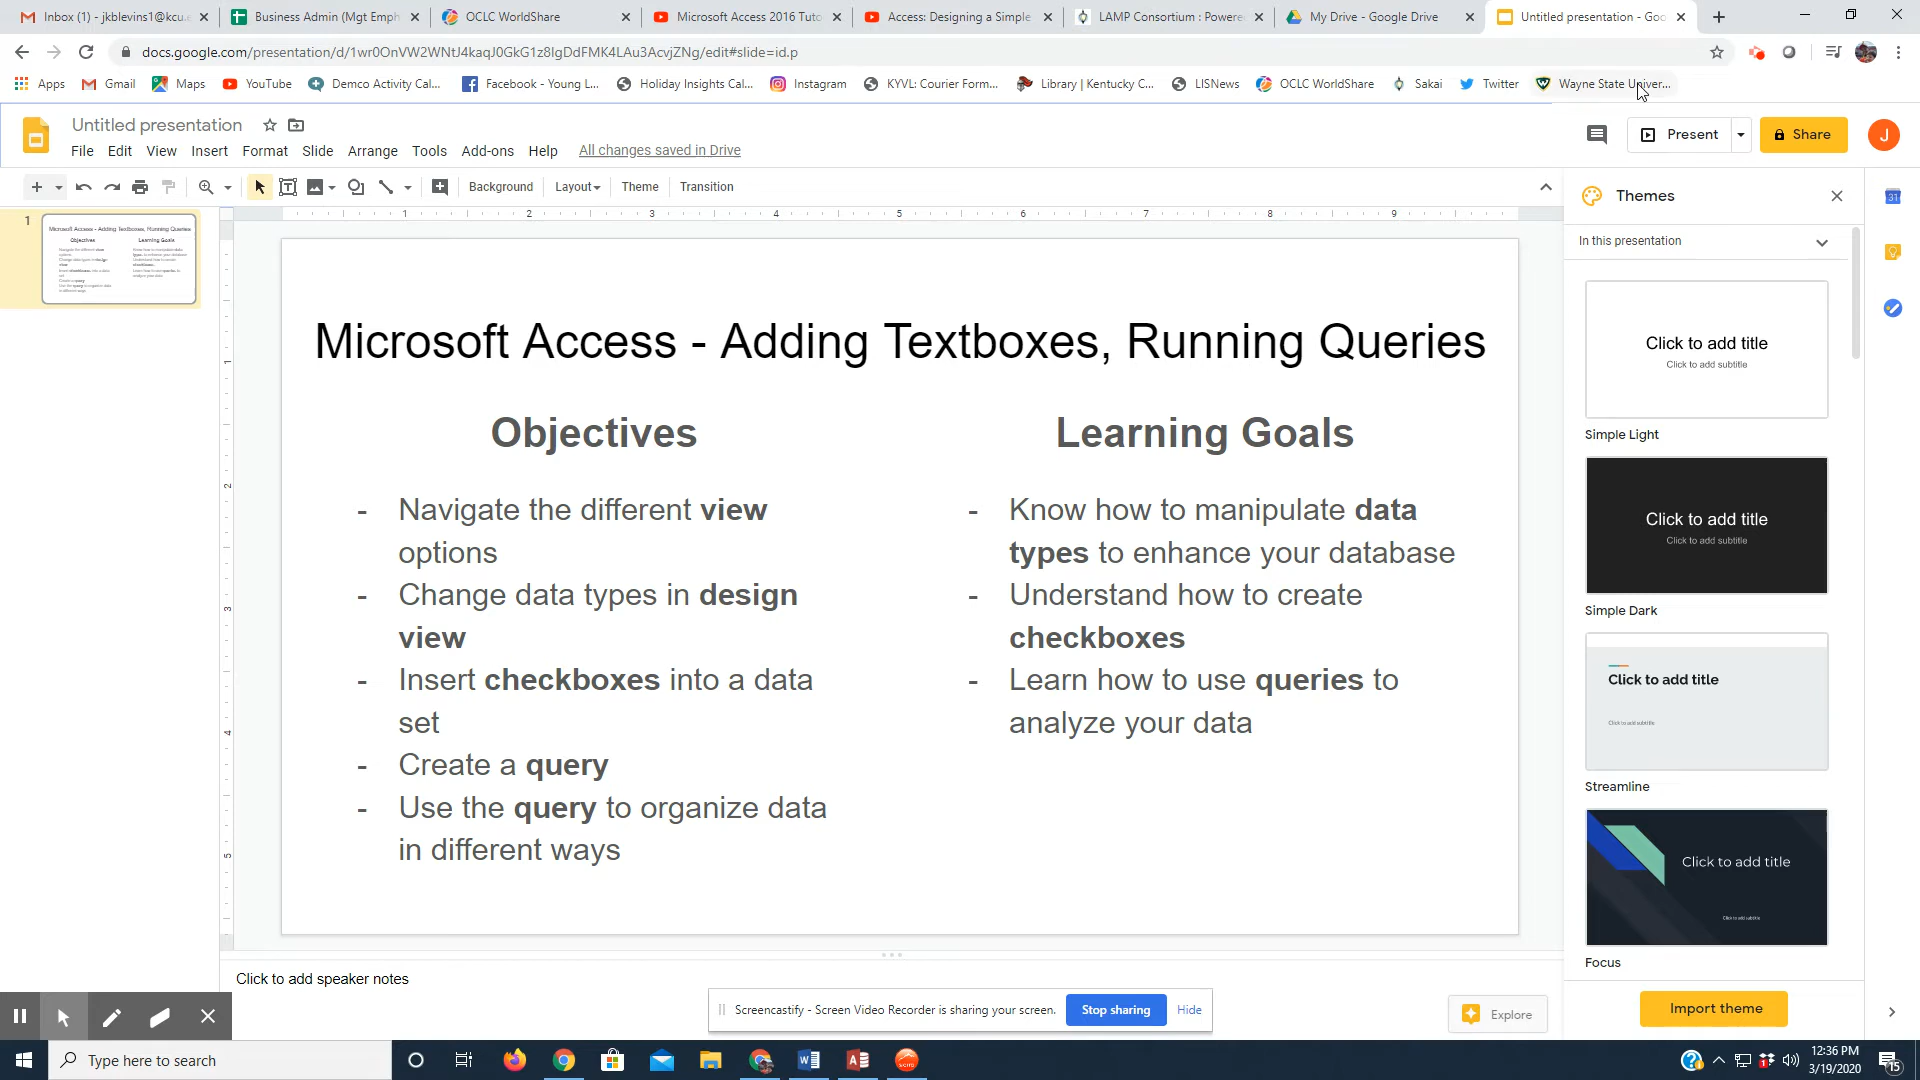 Inbox (1) - jkblevins1@kcu.e
Business Admin (Mgt Emph
OCLC WorldShare
Microsoft Access 2016 Tuto
Access: Designing a Simple
LAMP Consortium : Powere
My Drive - Google Drive
Untitled presentation - Goo
docs.google.com/presentation/d/1wr0OnVW2WNtJ4kaqJ0GkG1z8lgDdFMK4LAu3AcvjZNg/edit#slide=id.p
Apps
Gmail
Maps
YouTube
Demco Activity Cal...
Facebook - Young L...
Holiday Insights Cal...
Instagram
KYVL: Courier Form...
Library | Kentucky C...
LISNews
OCLC WorldShare
Sakai
Twitter
Wayne State Univer...
Untitled presentation
File Edit View Insert Format Slide Arrange Tools Add-ons Help All changes saved in Drive
Present
Share
J
Background Layout Theme Transition
Themes
In this presentation
1
Microsoft Access - Adding Textboxes, Running Queries
Objectives
- Navigate the different view
options
- Change data types in design
view
- Insert checkboxes into a data
set
- Create a query
- Use the query to organize data
in different ways
Learning Goals
- Know how to manipulate data
types to enhance your database
- Understand how to create
checkboxes
- Learn how to use queries to
analyze your data
Click to add title
Click to add subtitle
Simple Light
Click to add title
Click to add subtitle
Simple Dark
Click to add title
Click to add subtitle
Streamline
Click to add title
Click to add subtitle
Focus
Import theme
Click to add speaker notes
Screencastify - Screen Video Recorder is sharing your screen.
Stop sharing
Hide
Explore
Type here to search
12:36 PM
3/19/2020
15